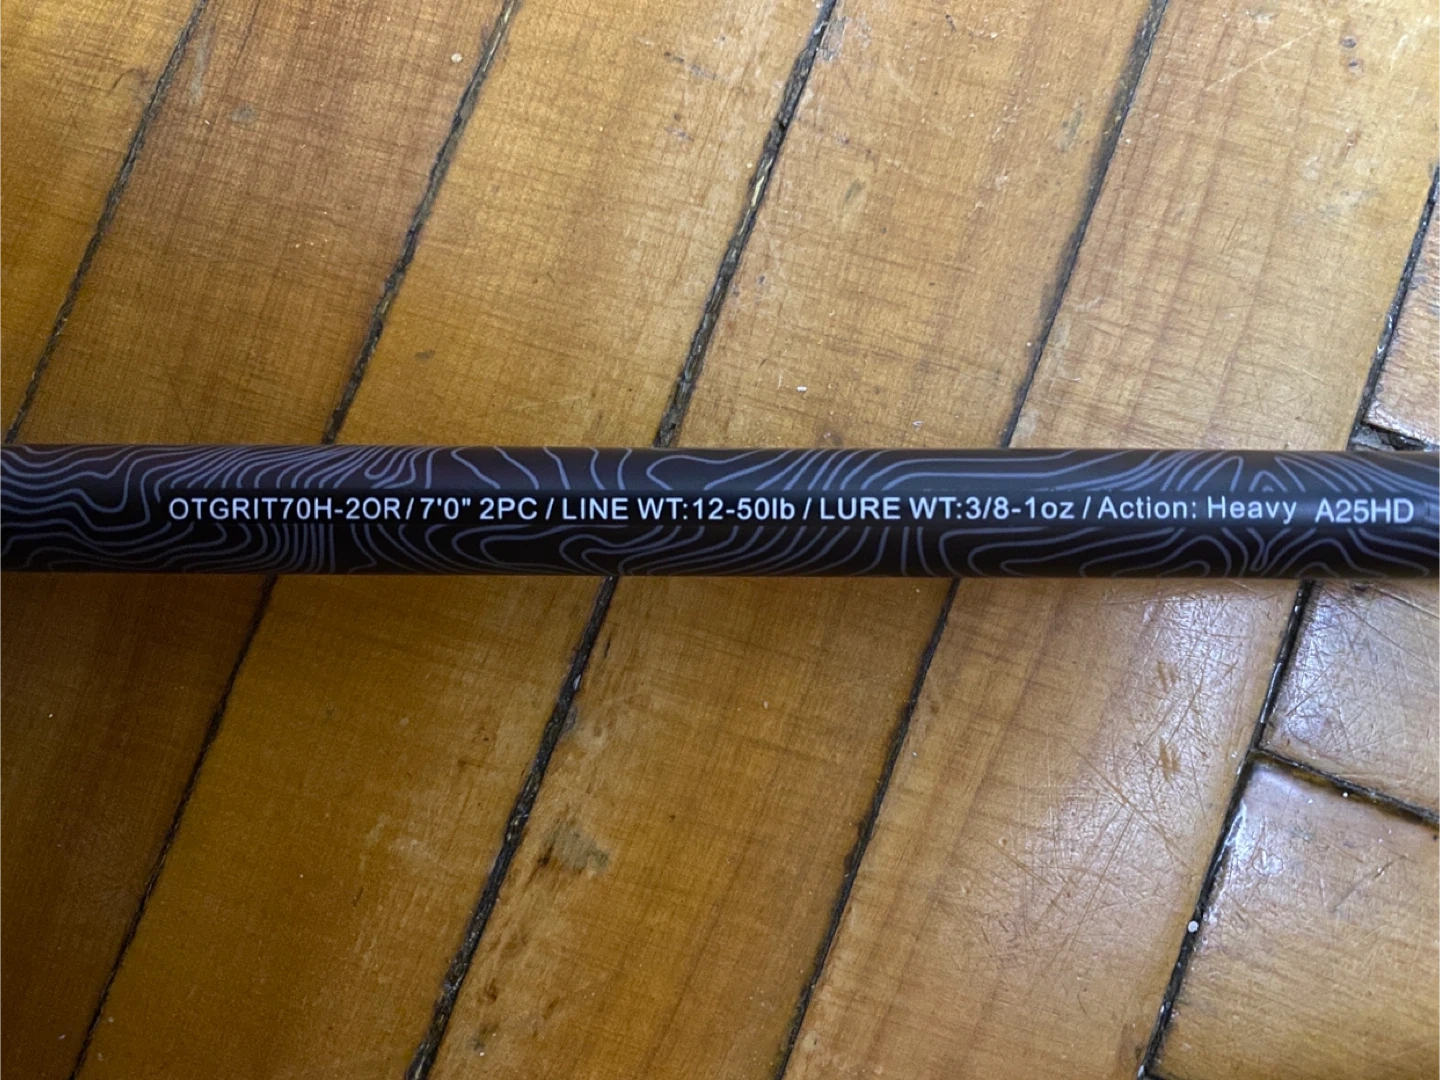 OTGRIT70H-2OR/7'0" 2PC / LINE WT:12-50lb / LURE WT:3/8-1oz / Action: Heavy A25HD